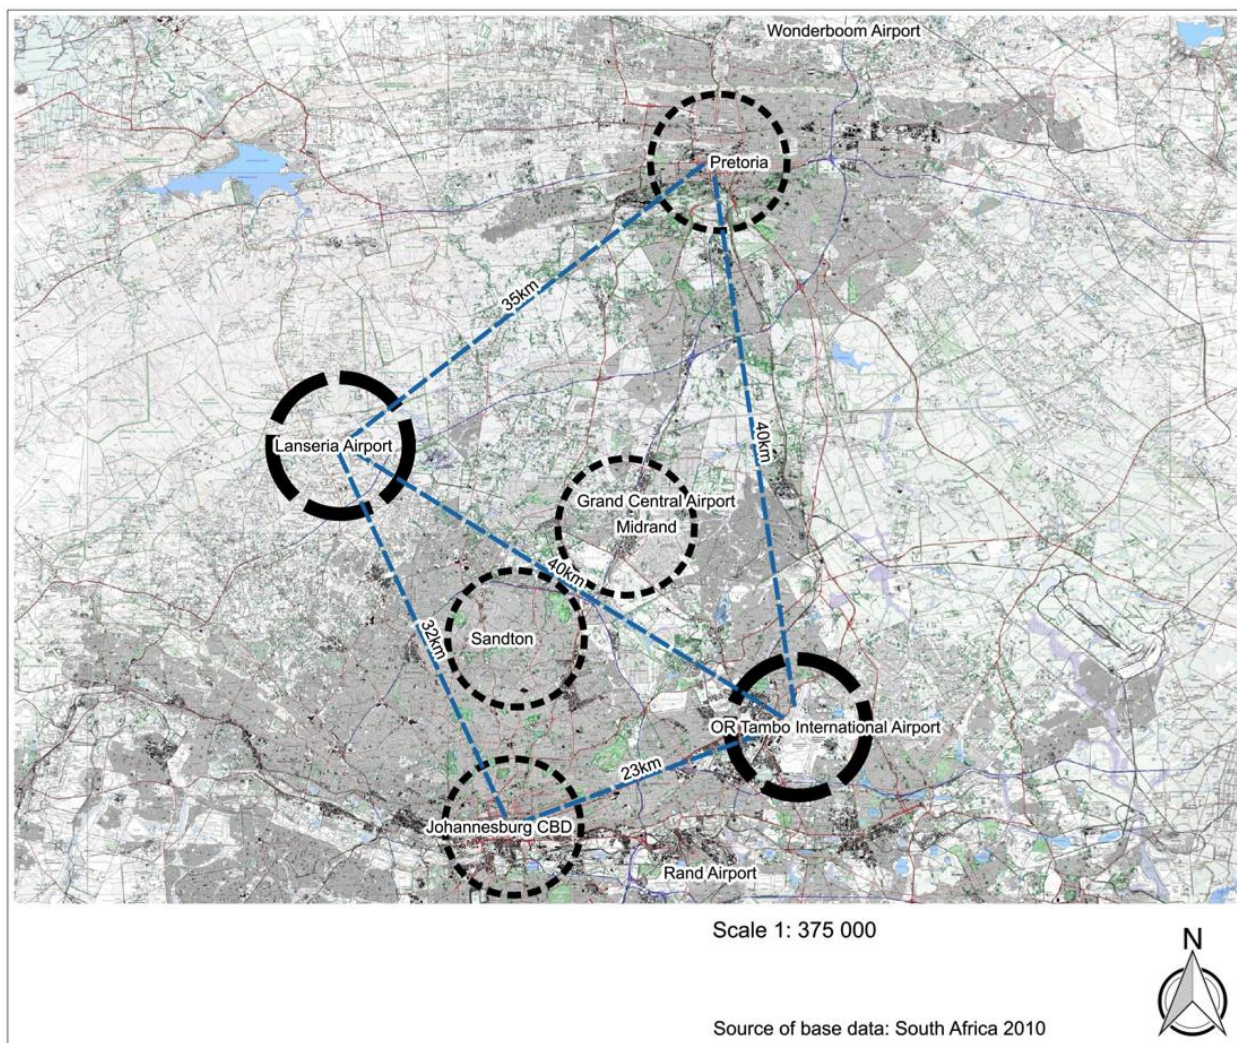 Wonderboom Airport
Pretoria
35km
40km
Lanseria Airport
Grand Central Airport
Midrand
40km
32km
Sandton
OR Tambo International Airport
23km
Johannesburg CBD
Rand Airport
Scale 1: 375 000
N
Source of base data: South Africa 2010